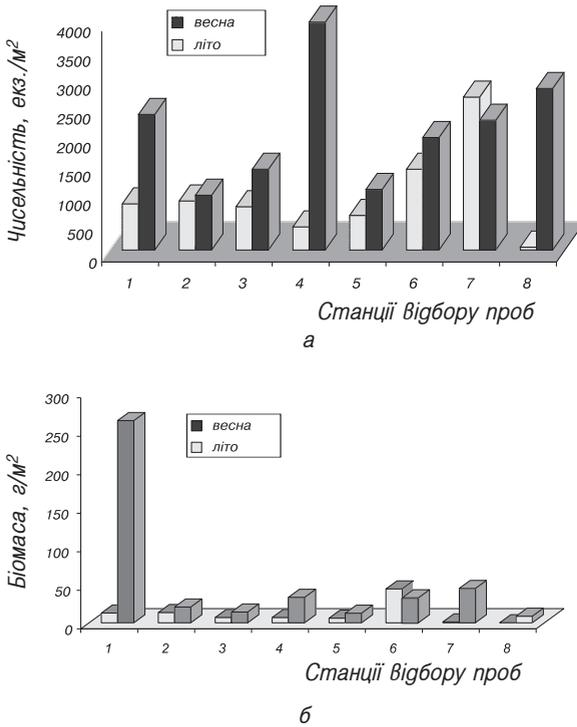 Чисельність, екз./м²
4000
3500
3000
2500
2000
1500
1000
500
0
весна
літо
1 2 3 4 5 6 7 8
Станції відбору проб
а
Біомаса, г/м²
300
250
200
150
100
50
0
весна
літо
1 2 3 4 5 6 7 8
Станції відбору проб
б